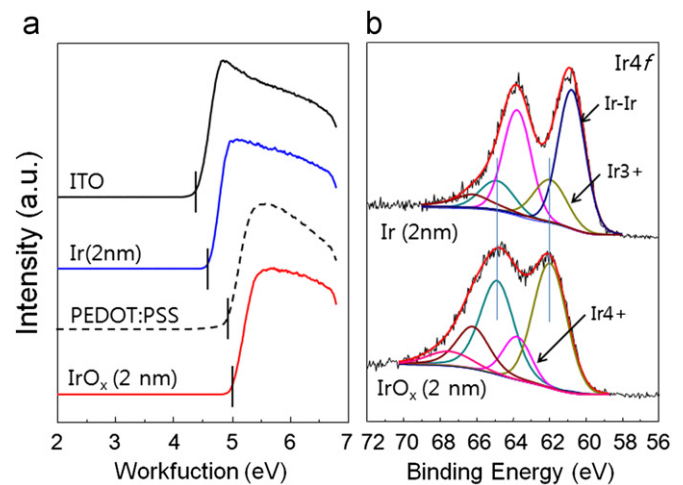 a
ITO
Ir(2nm)
PEDOT:PSS
IrOx (2 nm)
Intensity (a.u.)
2 3 4 5 6 7
Workfuction (eV)
b
Ir4f
Ir-Ir
Ir3+
Ir (2nm)
Ir4+
IrOx (2 nm)
72 70 68 66 64 62 60 58 56
Binding Energy (eV)